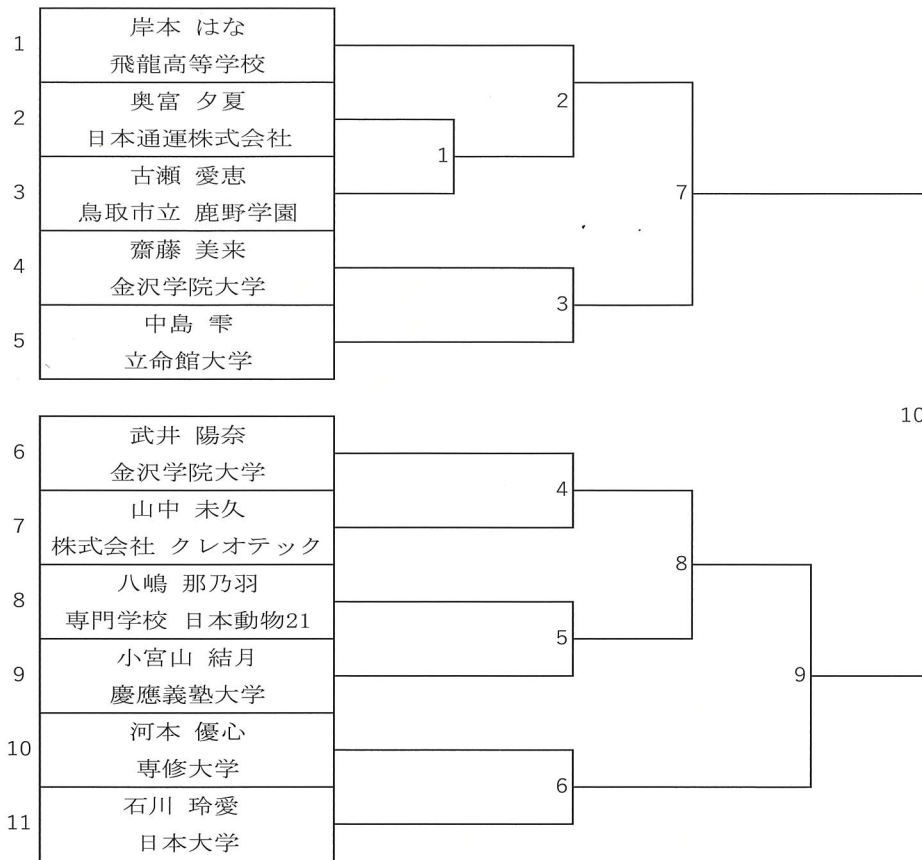 1
岸本 はな
飛龍高等学校
2
奥富 夕夏
日本通運株式会社
3
古瀬 愛恵
鳥取市立 鹿野学園
4
齋藤 美来
金沢学院大学
5
中島 雫
立命館大学
1
2
3
7
6
武井 陽奈
金沢学院大学
7
山中 未久
株式会社 クレオテック
8
八嶋 那乃羽
専門学校 日本動物21
9
小宮山 結月
慶應義塾大学
10
河本 優心
専修大学
11
石川 玲愛
日本大学
4
5
6
8
9
10